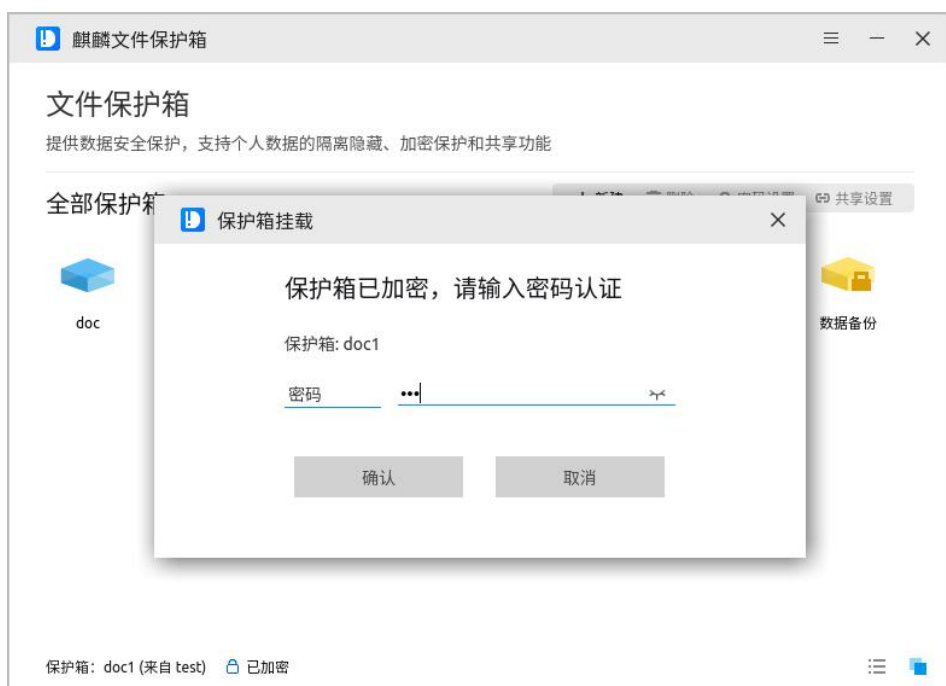 麒麟文件保护箱
文件保护箱
提供数据安全保护，支持个人数据的隔离隐藏、加密保护和共享功能
全部保护箱
共享设置
保护箱挂载
保护箱已加密，请输入密码认证
保护箱: doc1
密码 •••
确认 取消
doc
数据备份
保护箱：doc1 (来自 test) 已加密